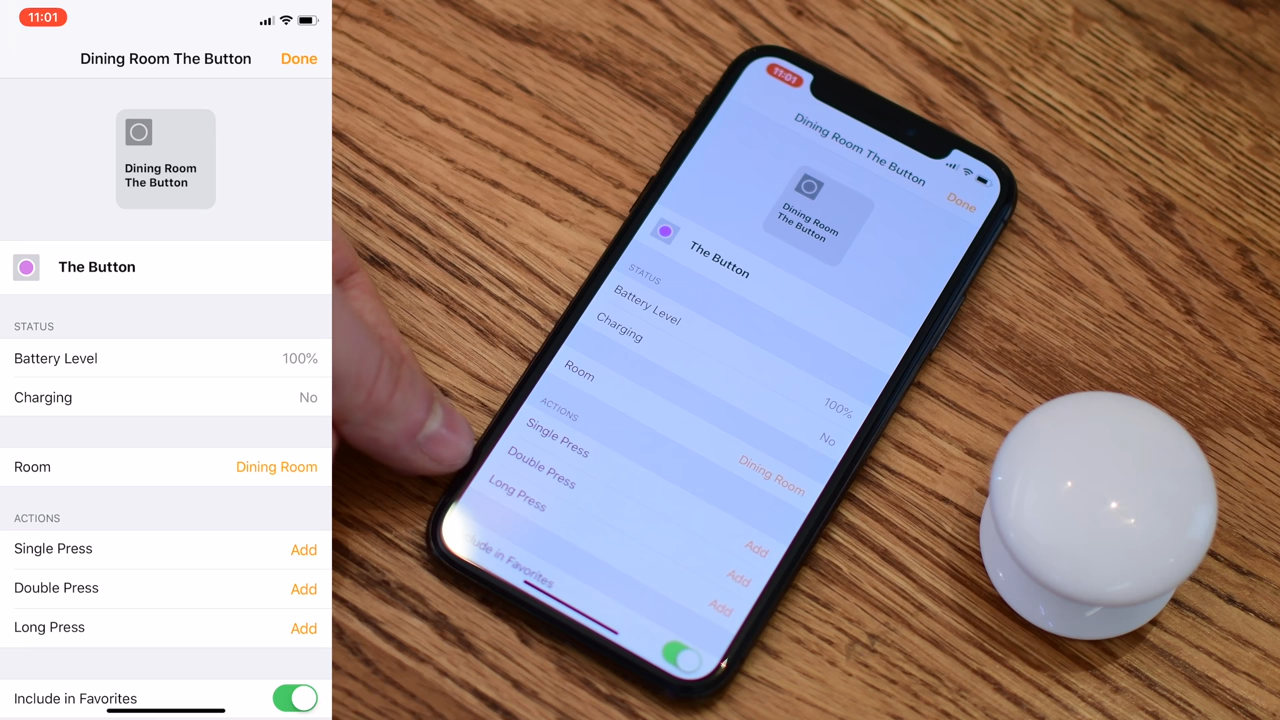 11:01
Dining Room The Button
Done
Dining Room
The Button
The Button
STATUS
Battery Level
100%
Charging
No
Room
Dining Room
ACTIONS
Single Press
Add
Double Press
Add
Long Press
Add
Include in Favorites
11:01
Dining Room The Button
Done
Dining Room
The Button
The Button
STATUS
Battery Level
100%
Charging
No
Room
Dining Room
ACTIONS
Single Press
Add
Double Press
Add
Long Press
Add
Include in Favorites